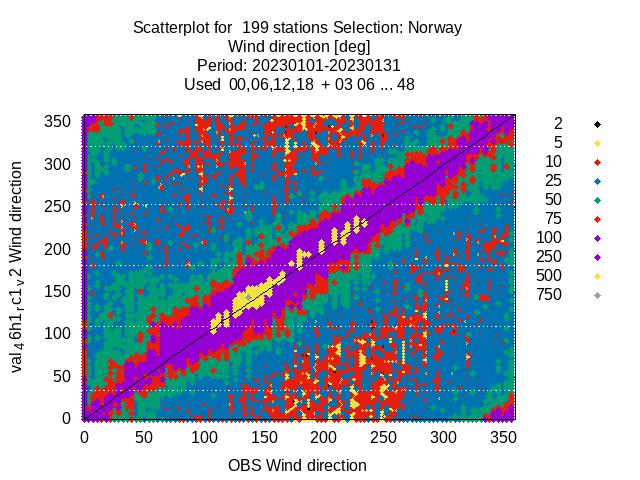 Scatterplot for 199 stations Selection: Norway
Wind direction [deg]
Period: 20230101-20230131
Used 00,06,12,18 + 03 06 ... 48
val4 6h1rc1v2 Wind direction
350
300
250
200
150
100
50
0
0 50 100 150 200 250 300 350
OBS Wind direction
2
5
10
25
50
75
100
250
500
750